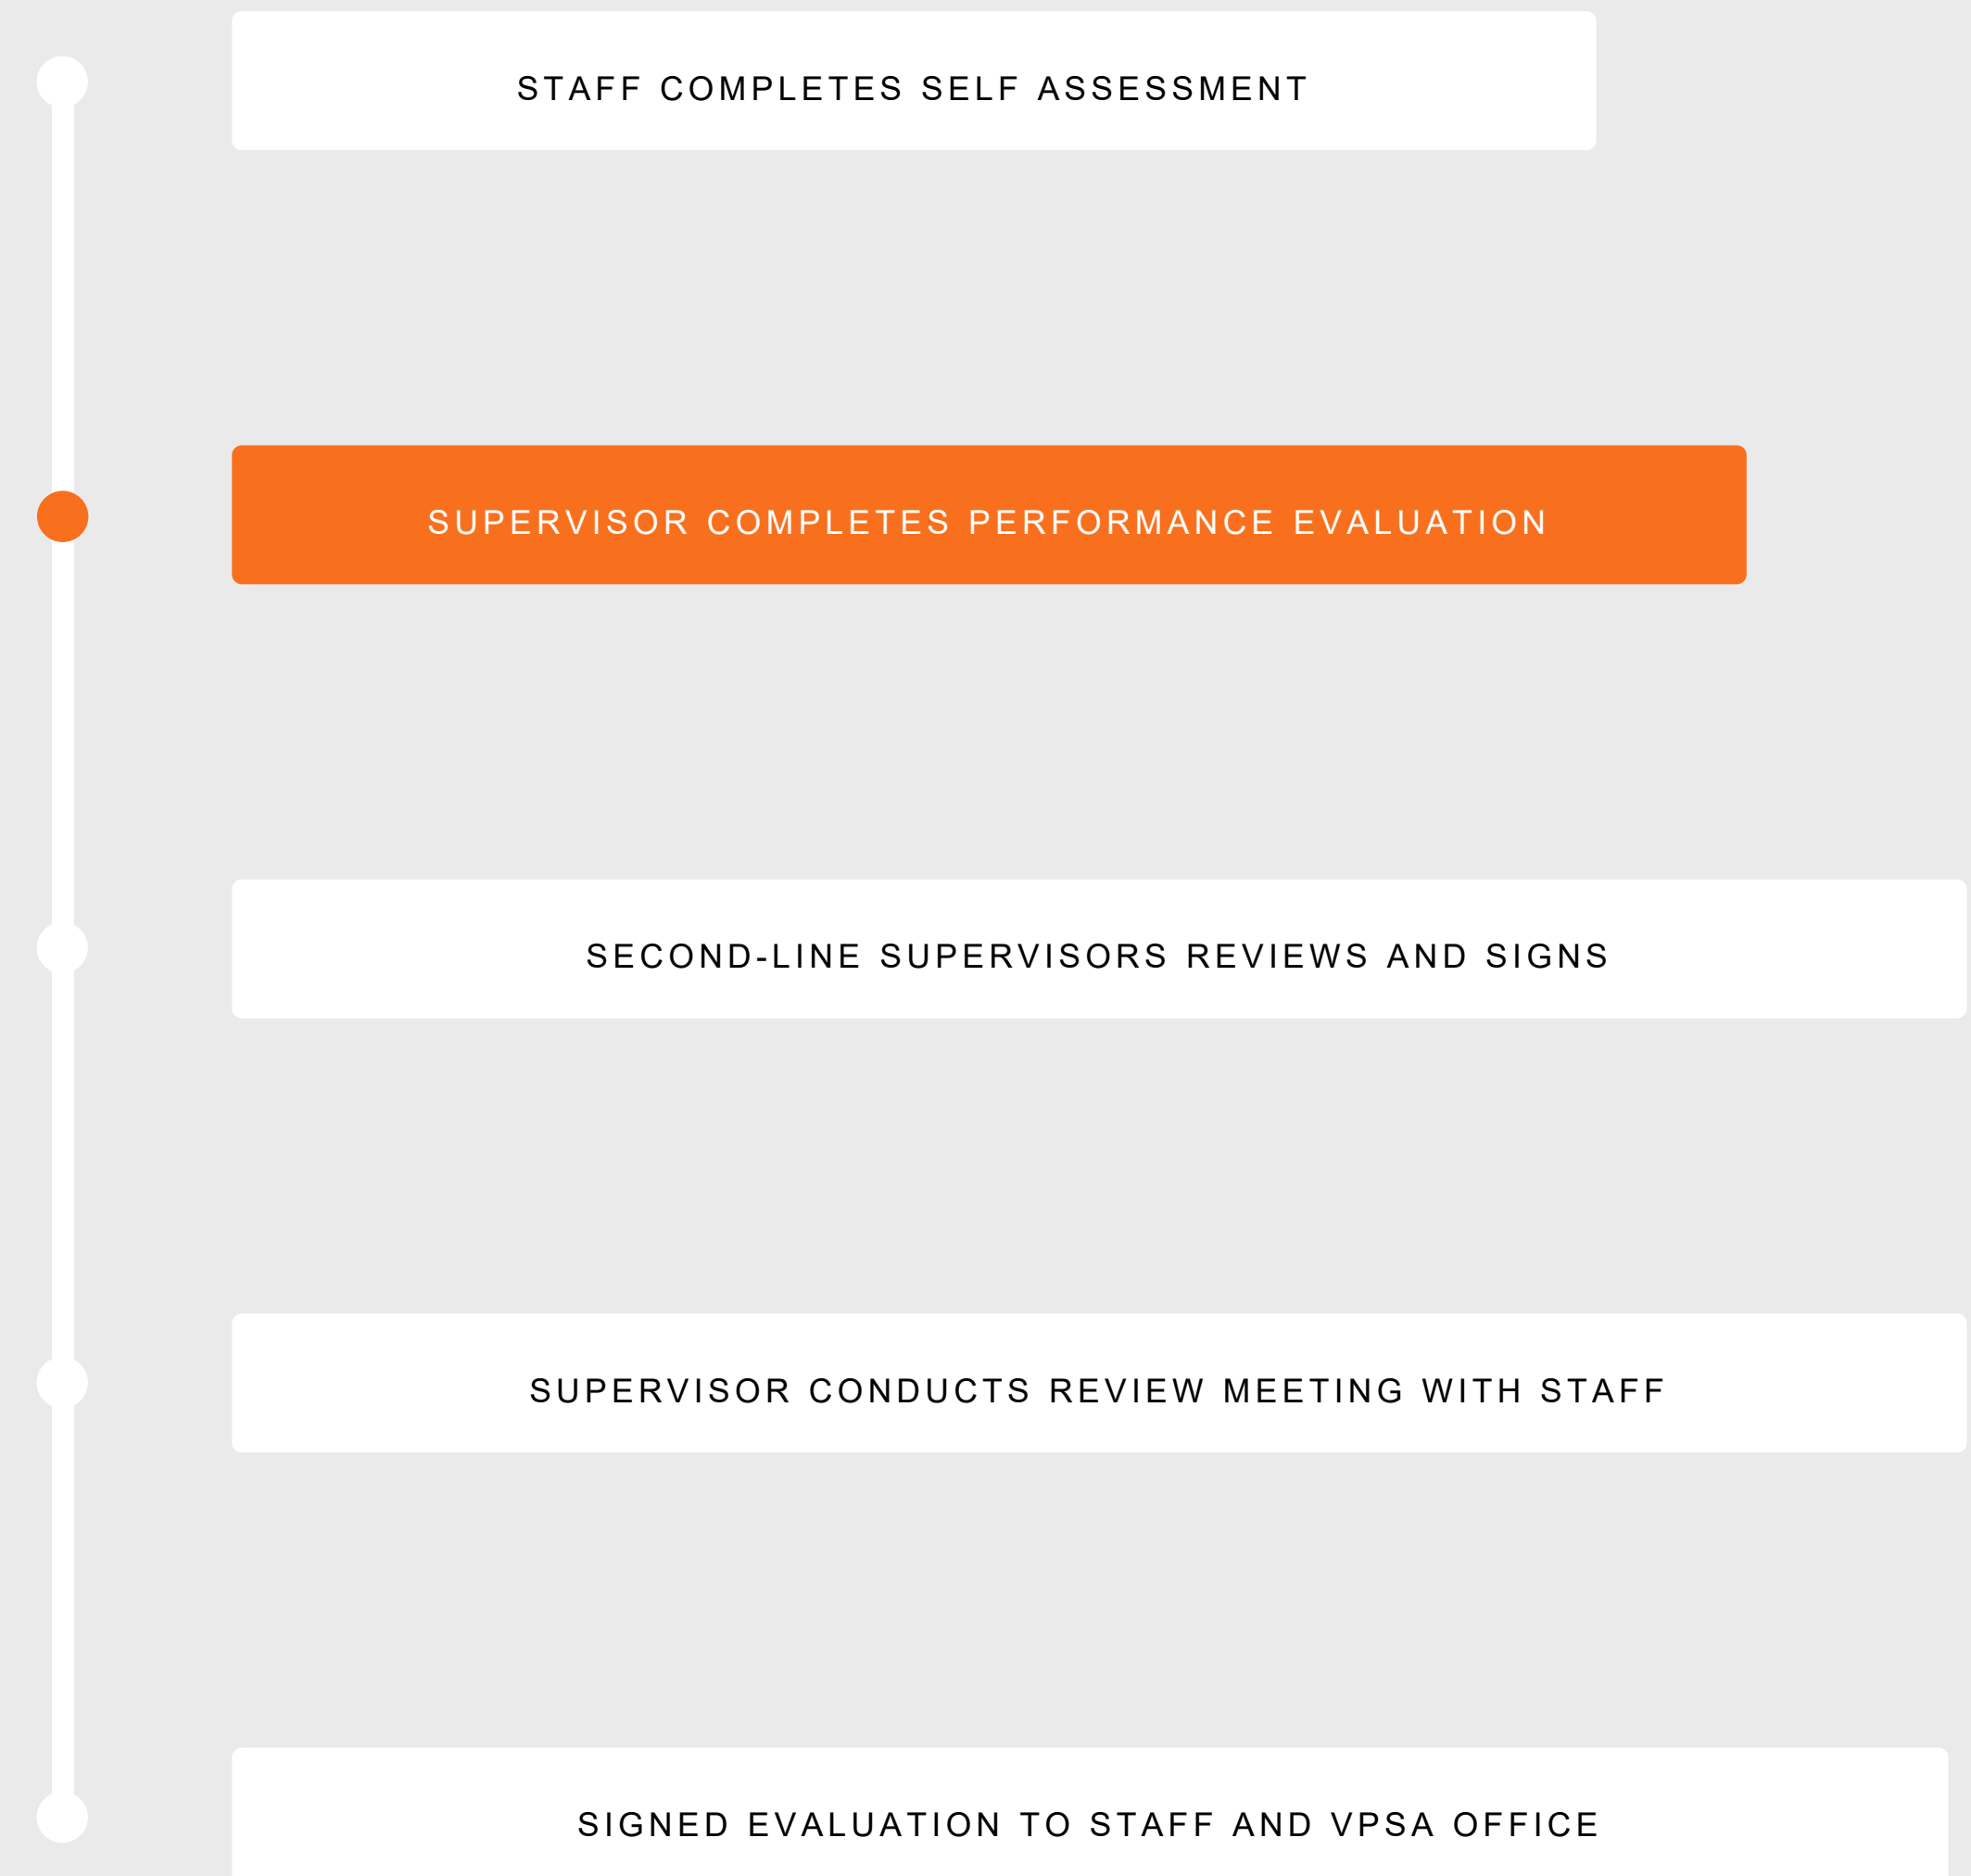 STAFF COMPLETES SELF ASSESSMENT
SUPERVISOR COMPLETES PERFORMANCE EVALUATION
SECOND-LINE SUPERVISORS REVIEWS AND SIGNS
SUPERVISOR CONDUCTS REVIEW MEETING WITH STAFF
SIGNED EVALUATION TO STAFF AND VPSA OFFICE